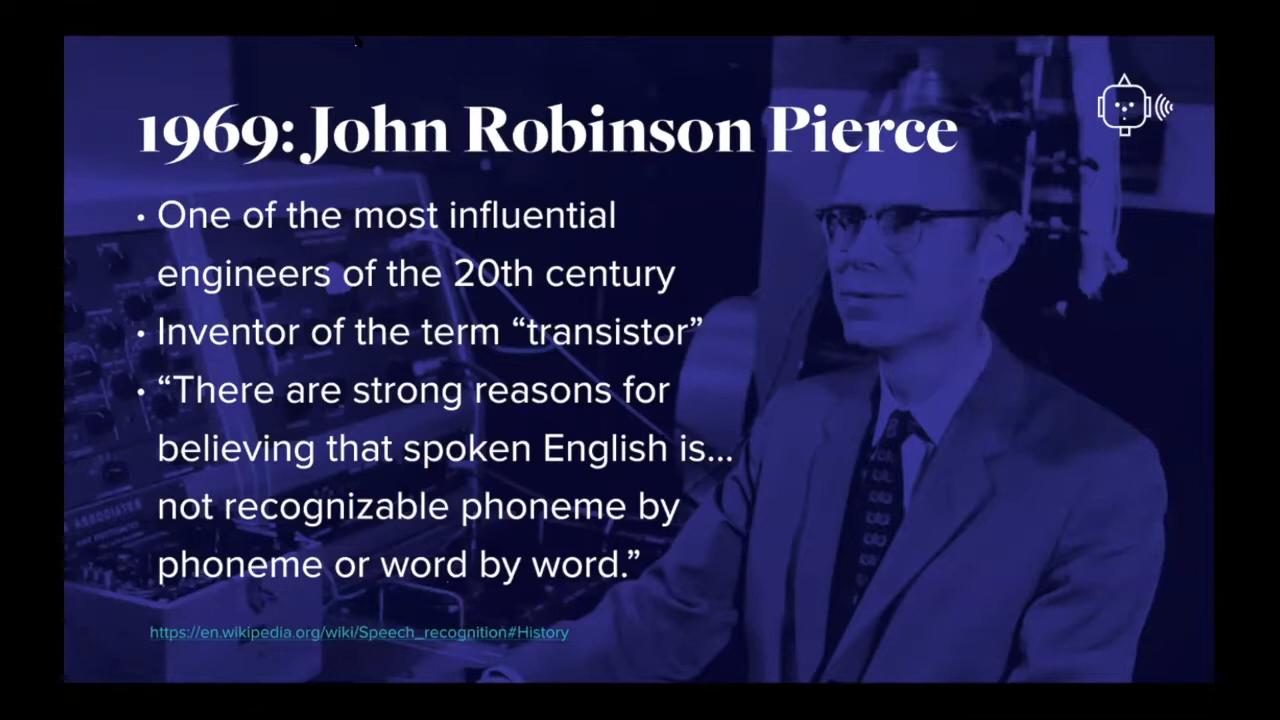 1969: John Robinson Pierce
• One of the most influential
engineers of the 20th century
• Inventor of the term “transistor”
• “There are strong reasons for
believing that spoken English is...
not recognizable phoneme by
phoneme or word by word.”
https://en.wikipedia.org/wiki/Speech_recognition#History
ASSOCIATES